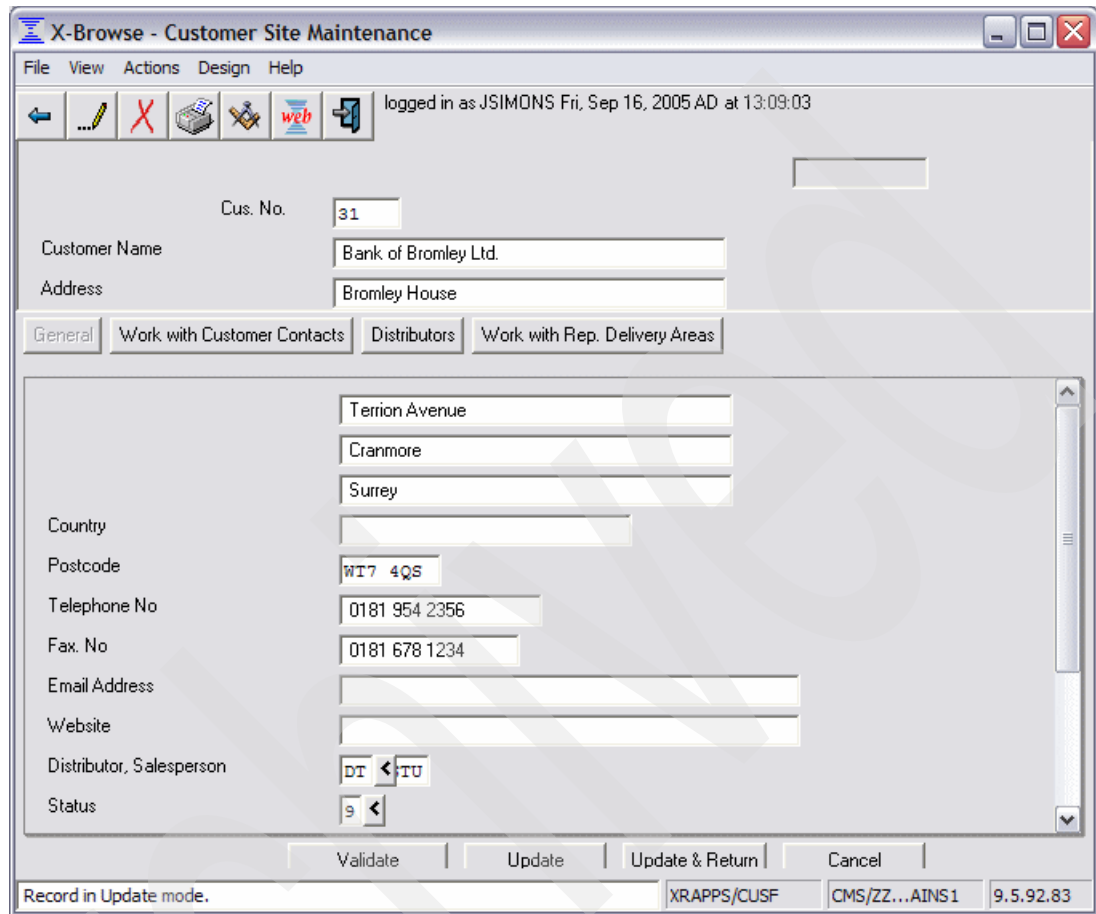 X-Browse - Customer Site Maintenance
File View Actions Design Help
web
logged in as JSIMONS Fri, Sep 16, 2005 AD at 13:09:03
Cus. No. 31
Customer Name Bank of Bromley Ltd.
Address Bromley House
General Work with Customer Contacts Distributors Work with Rep. Delivery Areas
Terrion Avenue
Cranmore
Surrey
Country
Postcode WT7 4QS
Telephone No 0181 954 2356
Fax. No 0181 678 1234
Email Address
Website
Distributor, Salesperson DT <
Status 9 <
Validate Update Update & Return Cancel
Record in Update mode. XRAPPS/CUSF CMS/ZZ...AINS1 9.5.92.83